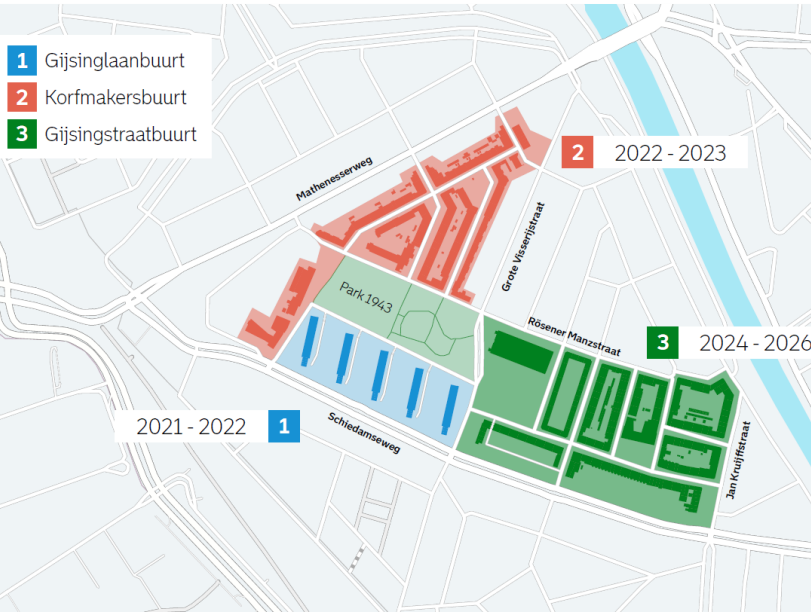 1 Gijsinglaanbuurt
2 Korfmakersbuurt
3 Gijsingstraatbuurt
Mathenesserweg
2 2022 - 2023
Grote Visserijstraat
Park 1943
Rösener Manzstraat
3 2024 - 2026
2021 - 2022 1
Schiedamseweg
Jan Kruijffstraat